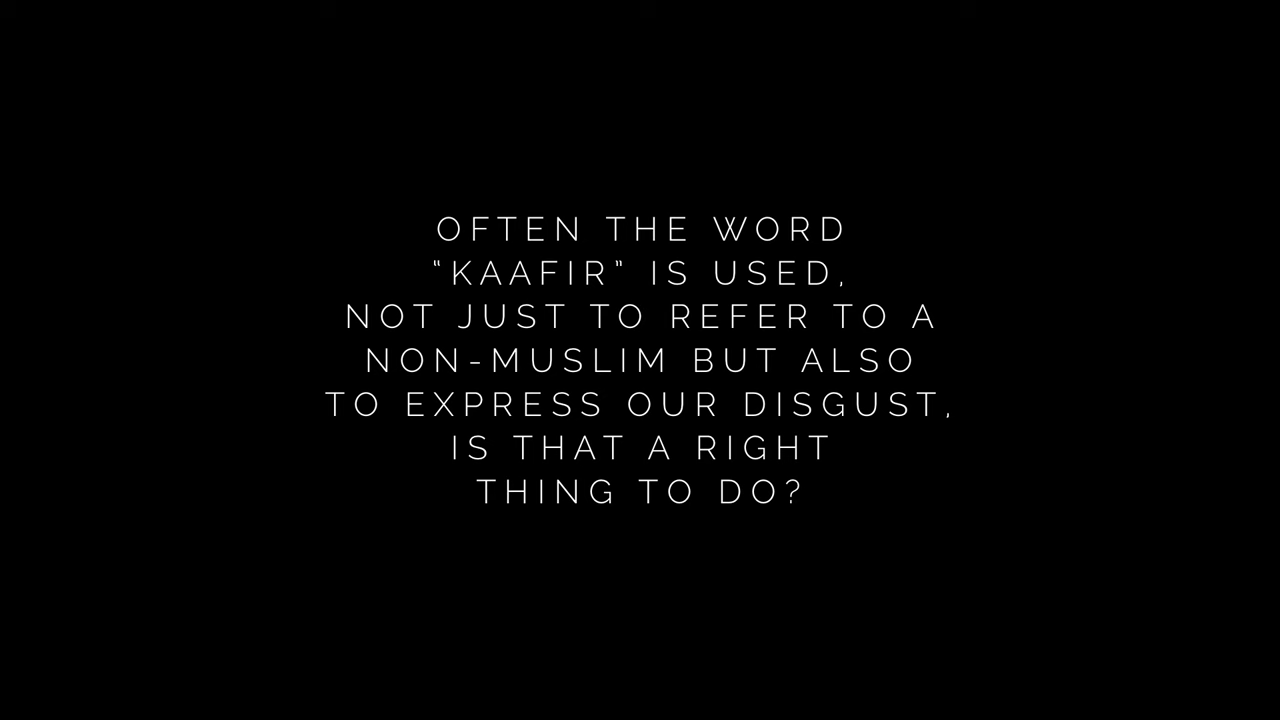 OFTEN THE WORD
“KAAFIR” IS USED,
NOT JUST TO REFER TO A
NON-MUSLIM BUT ALSO
TO EXPRESS OUR DISGUST,
IS THAT A RIGHT
THING TO DO?